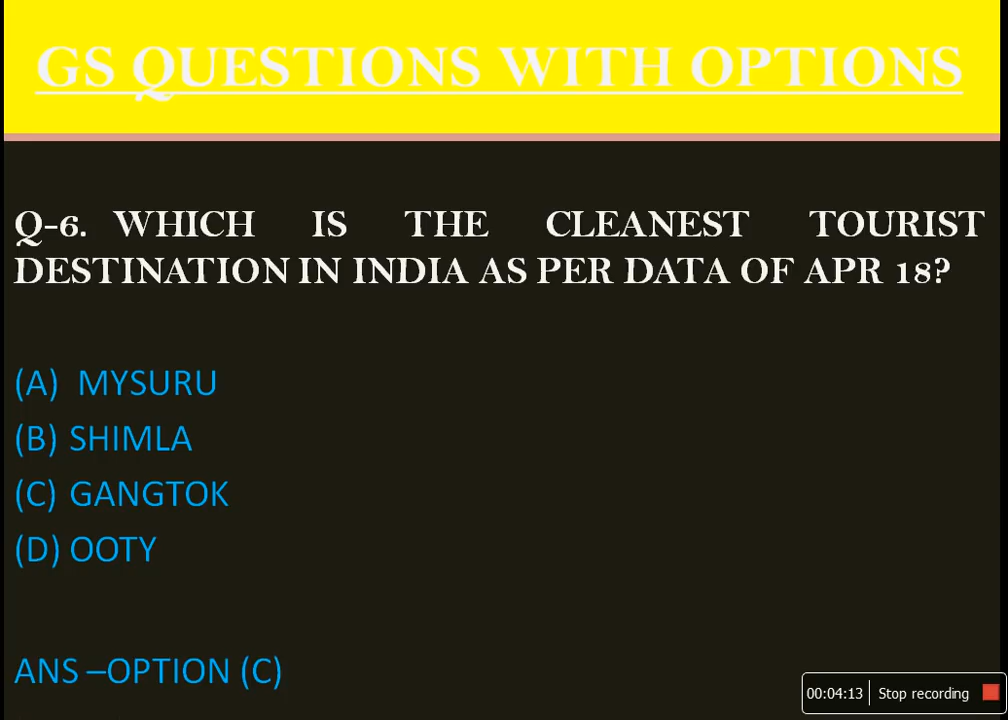 GS QUESTIONS WITH OPTIONS
Q-6. WHICH IS THE CLEANEST TOURIST
DESTINATION IN INDIA AS PER DATA OF APR 18?
(A) MYSURU
(B) SHIMLA
(C) GANGTOK
(D) OOTY
ANS –OPTION (C)
00:04:13 Stop recording